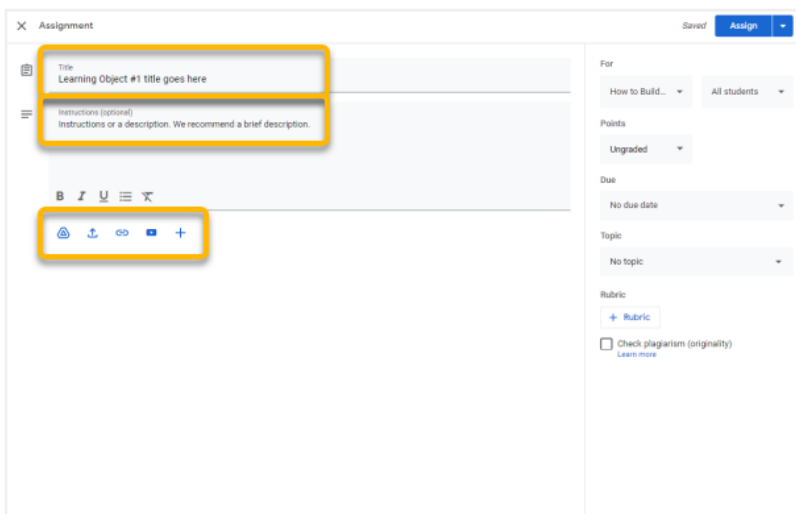 Assignment
Saved
Assign
Title
Learning Object #1 title goes here
Instructions (optional)
Instructions or a description. We recommend a brief description.
B I U
For
How to Build...
All students
Points
Ungraded
Due
No due date
Topic
No topic
Rubric
+ Rubric
Check plagiarism (originality)
Learn more